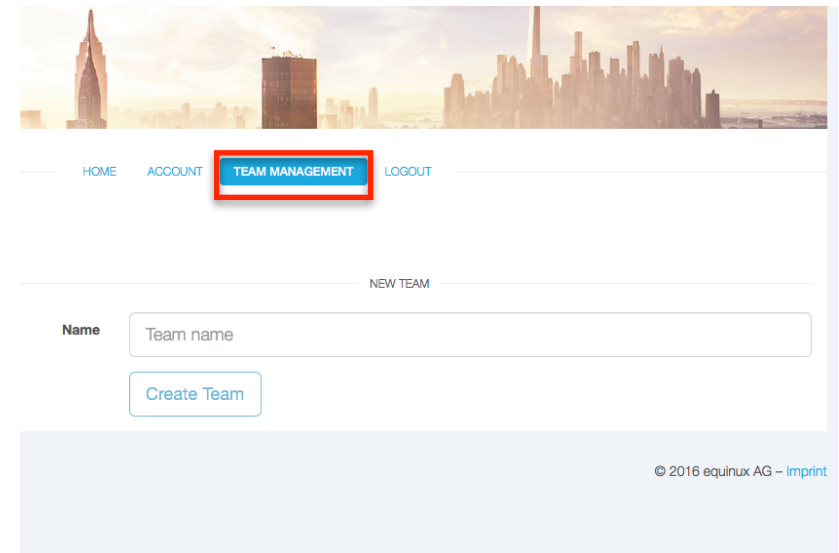 HOME ACCOUNT TEAM MANAGEMENT LOGOUT
NEW TEAM
Name Team name
Create Team
© 2016 equinux AG – Imprint